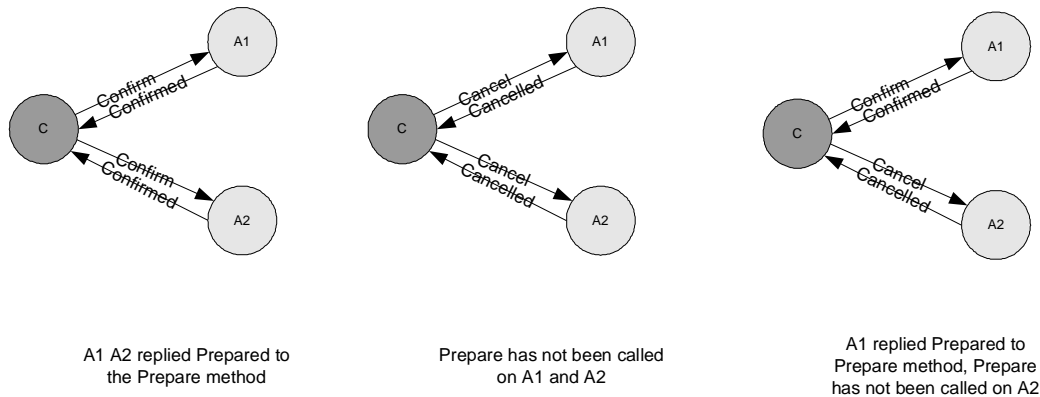 A1
Confirm
Confirmed
C
Confirm
Confirmed
A2
A1 A2 replied Prepared to
the Prepare method
A1
Cancel
Cancelled
C
Cancel
Cancelled
A2
Prepare has not been called
on A1 and A2
A1
Confirm
Confirmed
C
Cancel
Cancelled
A2
A1 replied Prepared to
Prepare method, Prepare
has not been called on A2